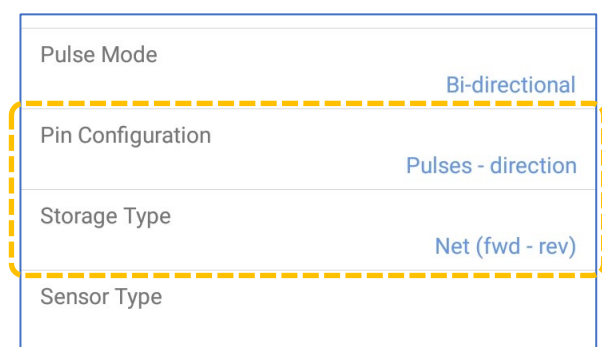 Pulse Mode
Bi-directional
Pin Configuration
Pulses - direction
Storage Type
Net (fwd - rev)
Sensor Type